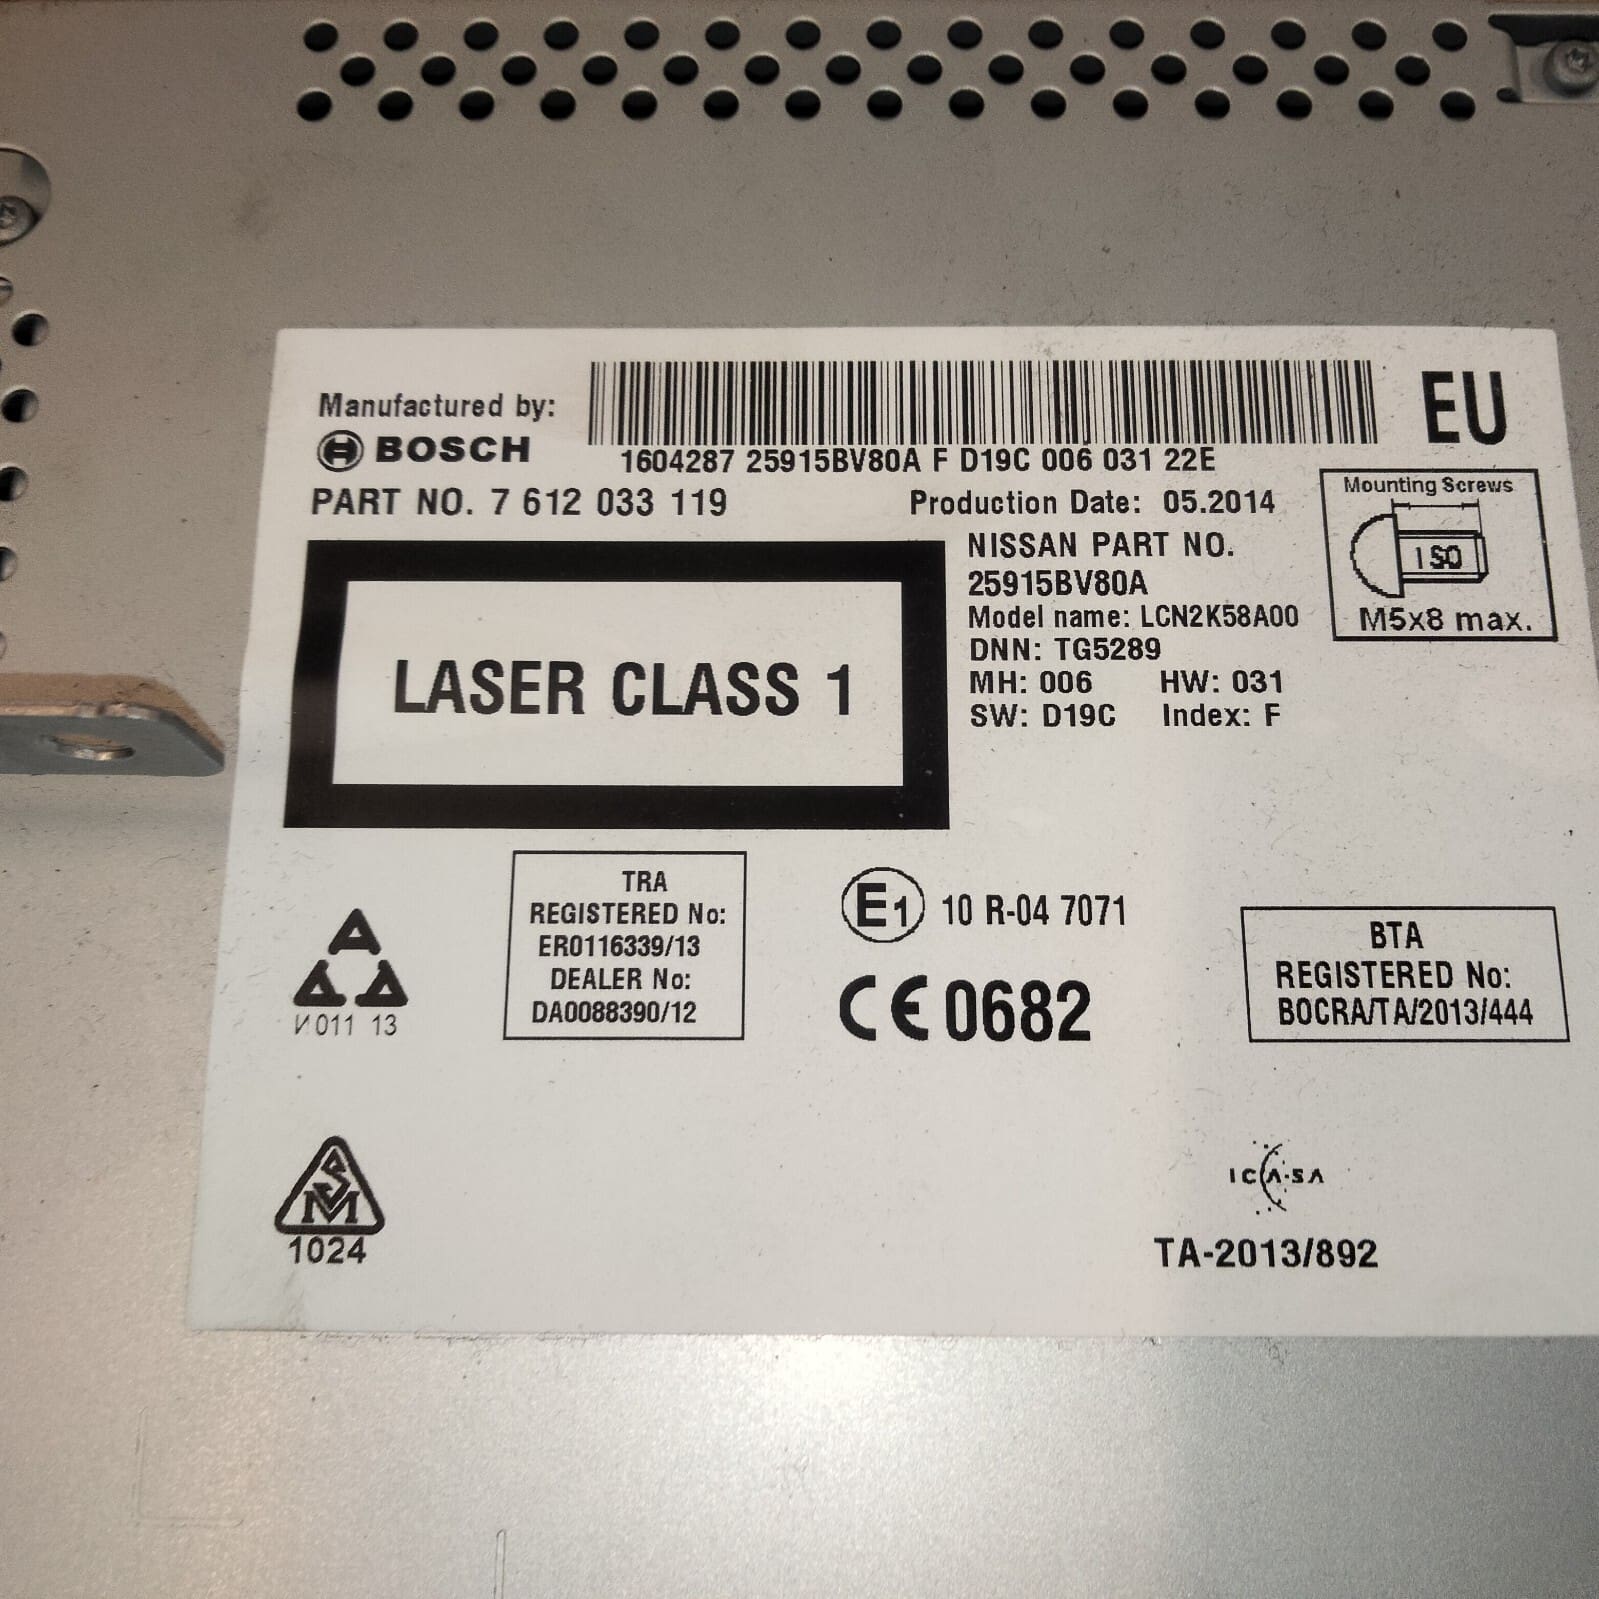 Manufactured by:
BOSCH
1604287 25915BV80A F D19C 006 031 22E
EU
PART NO. 7 612 033 119
Production Date: 05.2014
Mounting Screws
ISO
M5x8 max.
NISSAN PART NO.
25915BV80A
Model name: LCN2K58A00
DNN: TG5289
MH: 006 HW: 031
SW: D19C Index: F
LASER CLASS 1
TRA
REGISTERED No:
ER0116339/13
DEALER No:
DA0088390/12
E1 10 R-04 7071
CE 0682
BTA
REGISTERED No:
BOCRA/TA/2013/444
И011 13
SM
1024
ICASA
TA-2013/892